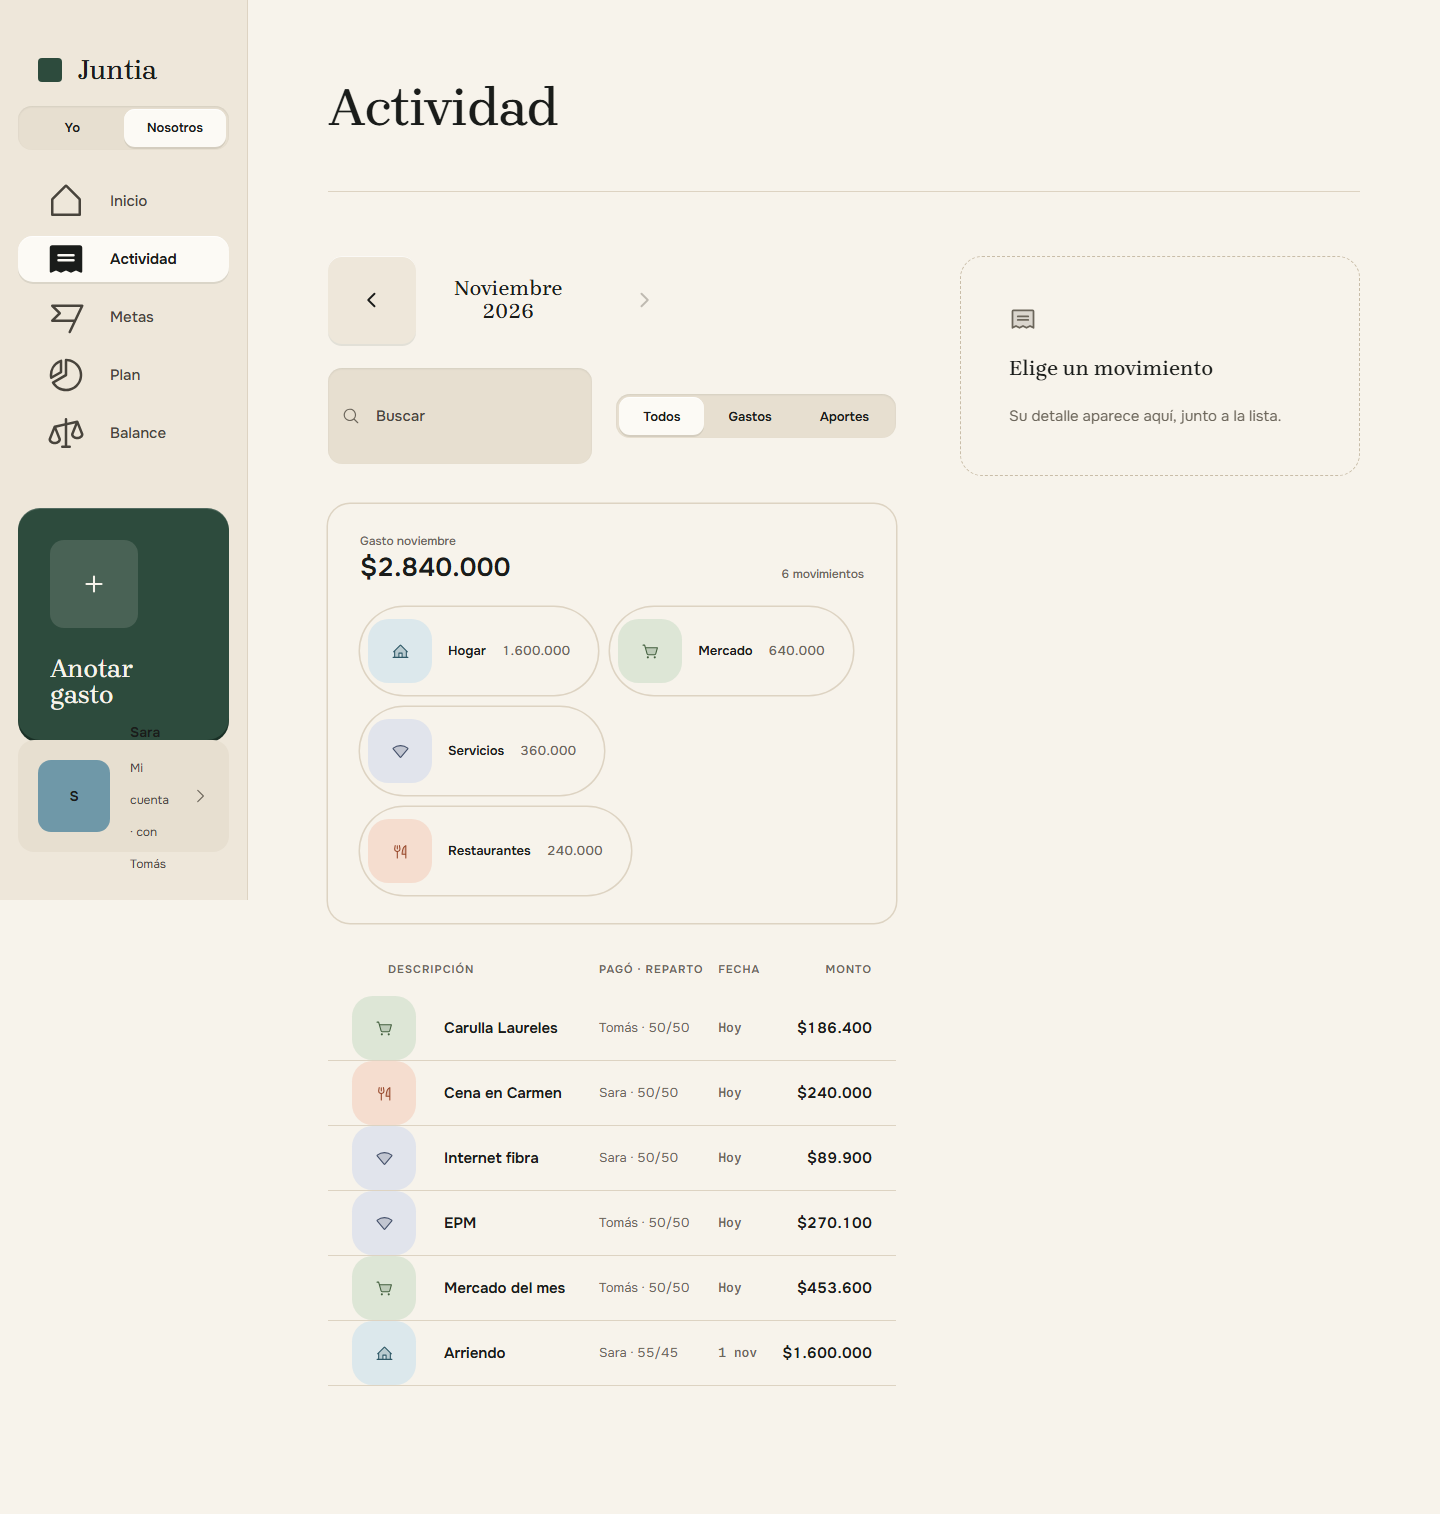 Juntia
Yo
Nosotros
Inicio
Actividad
Metas
Plan
Balance
Anotar
gasto
S
Sara
Mi
cuenta
· con
Tomás
Actividad
Noviembre
2026
Buscar
Todos
Gastos
Aportes
Elige un movimiento
Su detalle aparece aquí, junto a la lista.
Gasto noviembre
$2.840.000
6 movimientos
Hogar 1.600.000
Mercado 640.000
Servicios 360.000
Restaurantes 240.000
DESCRIPCIÓN PAGÓ · REPARTO FECHA MONTO
Carulla Laureles Tomás · 50/50 Hoy $186.400
Cena en Carmen Sara · 50/50 Hoy $240.000
Internet fibra Sara · 50/50 Hoy $89.900
EPM Tomás · 50/50 Hoy $270.100
Mercado del mes Tomás · 50/50 Hoy $453.600
Arriendo Sara · 55/45 1 nov $1.600.000